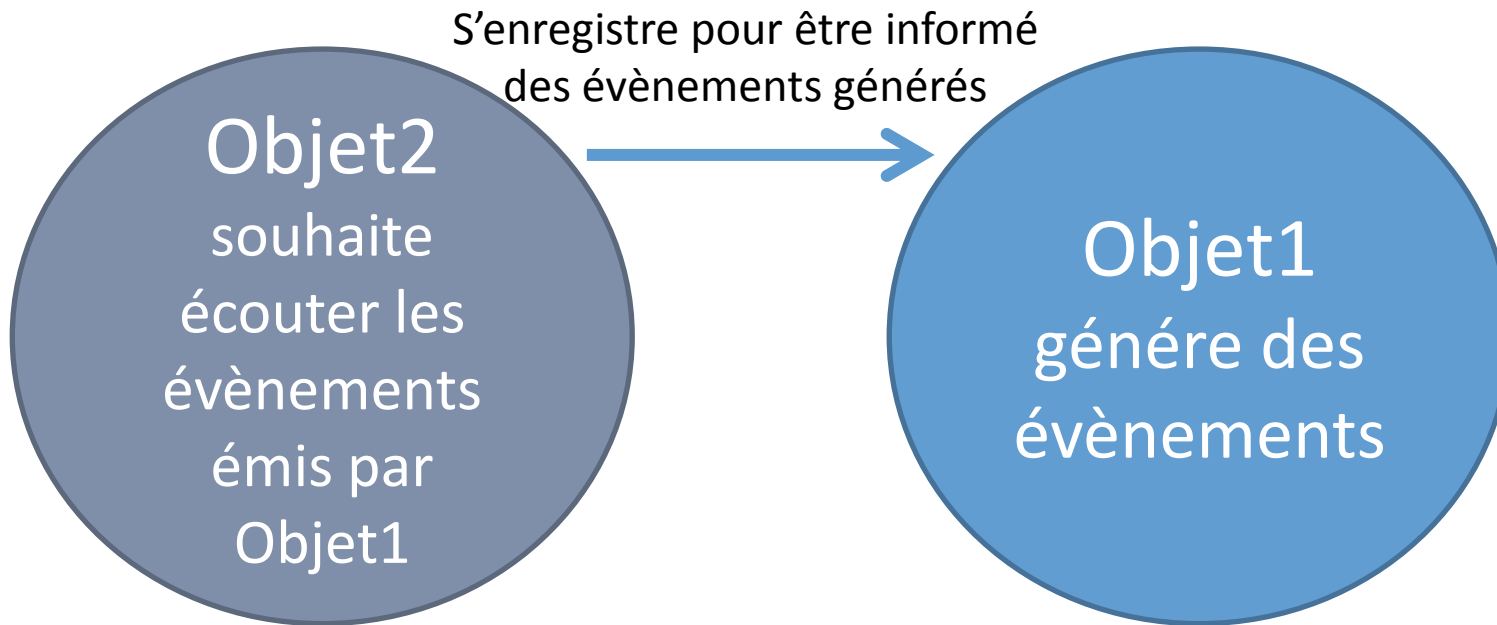 S’enregistre pour être informé
des évènements générés
Objet2
souhaite
écouter les
évènements
émis par
Objet1
Objet1
génére des
évènements